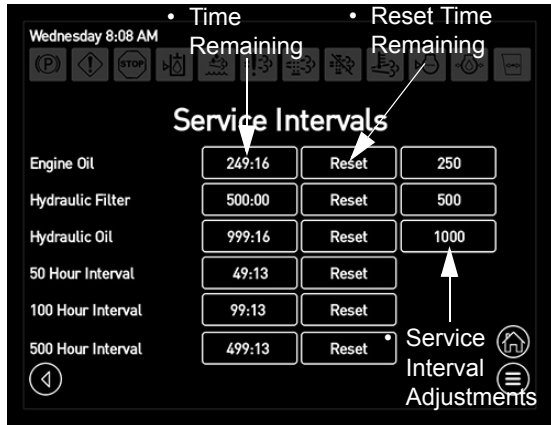 • Time Remaining
• Reset Time Remaining
Wednesday 8:08 AM
(P)
!
STOP
Service Intervals
Engine Oil 249:16 Reset 250
Hydraulic Filter 500:00 Reset 500
Hydraulic Oil 999:16 Reset 1000
50 Hour Interval 49:13 Reset
100 Hour Interval 99:13 Reset
500 Hour Interval 499:13 Reset
• Service
Interval
Adjustments